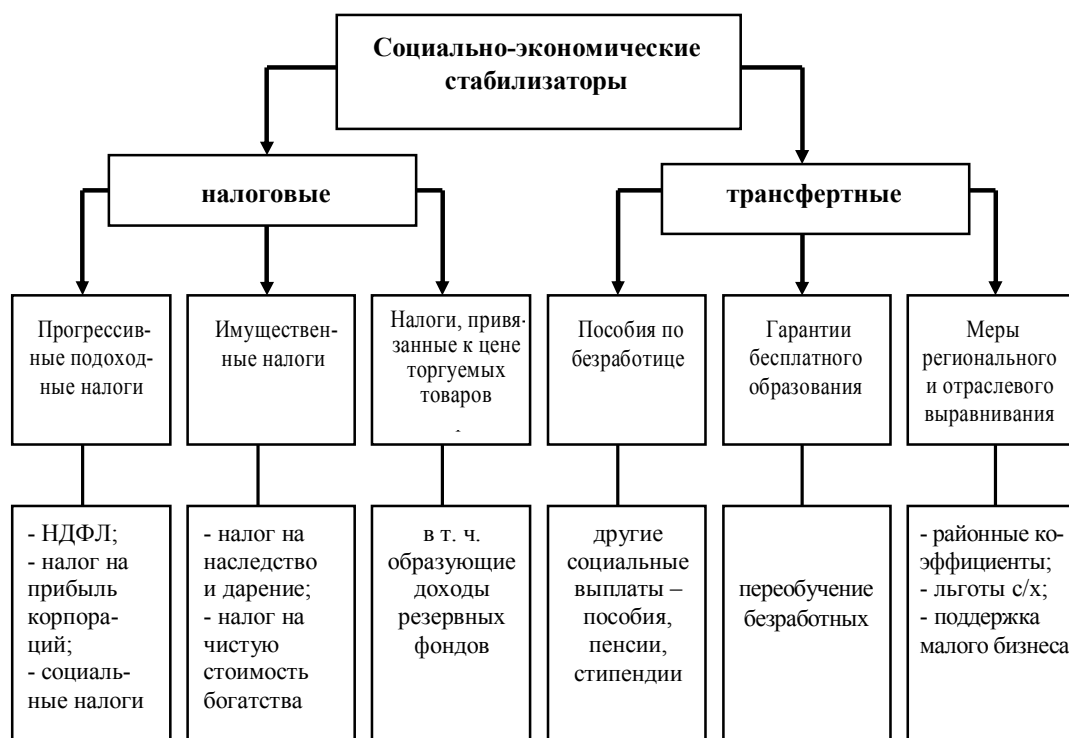 Социально-экономические
стабилизаторы
налоговые
трансфертные
Прогрессив-
ные подоход-
ные налоги
Имуществен-
ные налоги
Налоги, привя-
занные к цене
торгуемых
товаров
Пособия по
безработице
Гарантии
бесплатного
образования
Меры
регионального
и отраслевого
выравнивания
- НДФЛ;
- налог на
прибыль
корпора-
ций;
- социаль-
ные налоги
- налог на
наследство
и дарение;
- налог на
чистую
стоимость
богатства
в т. ч.
образующие
доходы
резервных
фондов
другие
социальные
выплаты –
пособия,
пенсии,
стипендии
переобучение
безработных
- районные ко-
эффициенты;
- льготы с/х;
- поддержка
малого бизнеса